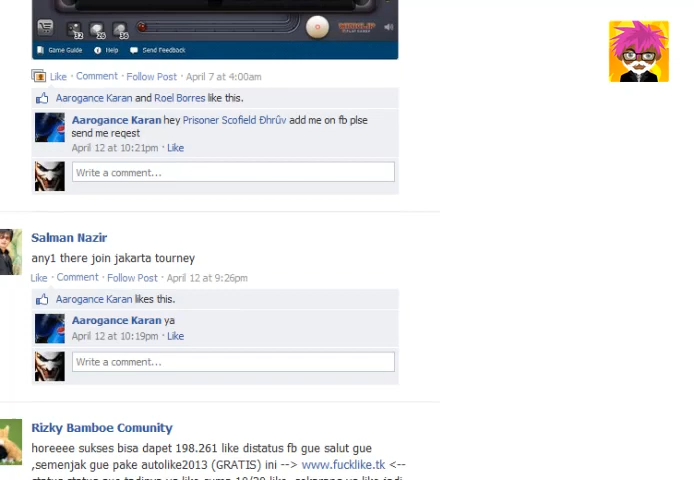 32 26 36 MINICLIP
Game Guide Help Send Feedback
Like · Comment · Follow Post · April 7 at 4:00am
Aarogance Karan and Roel Borres like this.
Aarogance Karan hey Prisoner Scofield Đhrûv add me on fb plse
send me reqest
April 12 at 10:21pm · Like
Write a comment...
Salman Nazir
any1 there join jakarta tourney
Like · Comment · Follow Post · April 12 at 9:26pm
Aarogance Karan likes this.
Aarogance Karan ya
April 12 at 10:19pm · Like
Write a comment...
Rizky Bamboe Comunity
horeeee sukses bisa dapet 198.261 like distatus fb gue salut gue
,semenjak gue pake autolike2013 (GRATIS) ini --> www.fucklike.tk <--